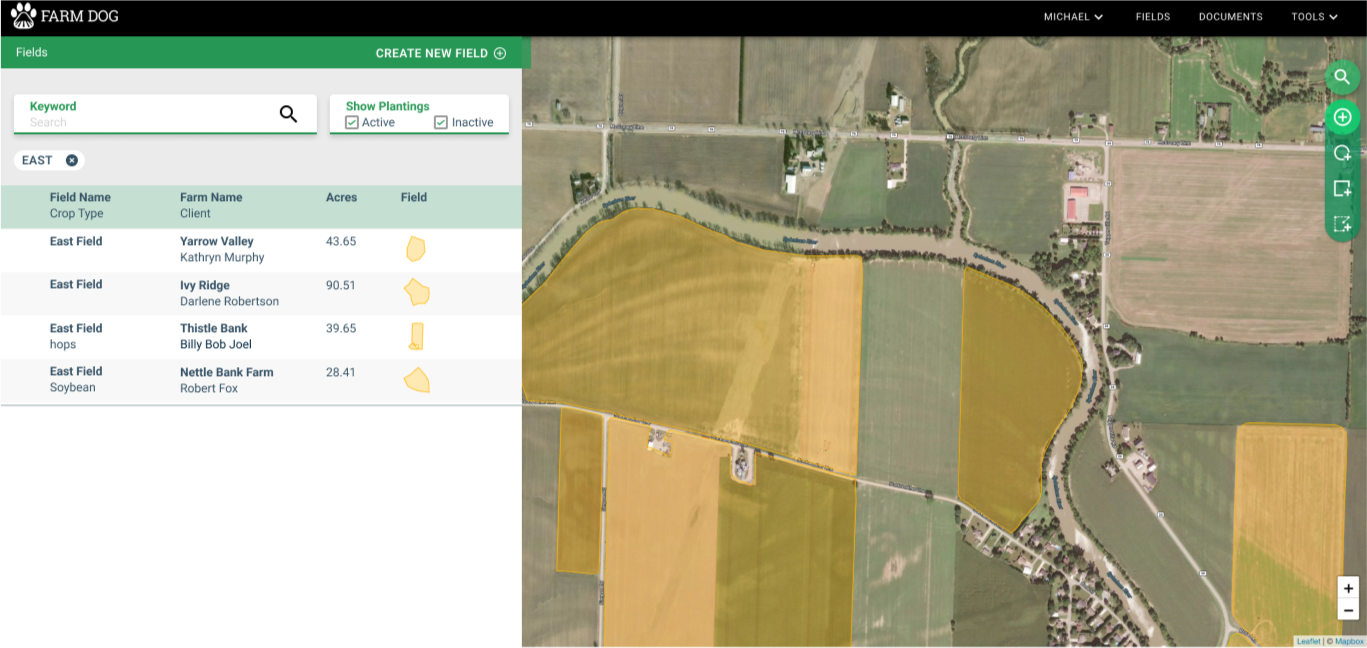 FARM DOG
MICHAEL FIELDS DOCUMENTS TOOLS
Fields
CREATE NEW FIELD
Keyword
Search
Show Plantings
Active Inactive
EAST
Field Name Farm Name Acres Field
Crop Type Client
East Field Yarrow Valley 43.65
Kathryn Murphy
East Field Ivy Ridge 90.51
Darlene Robertson
East Field Thistle Bank 39.65
hops Billy Bob Joel
East Field Nettle Bank Farm 28.41
Soybean Robert Fox
+
−
Leaflet | © Mapbox